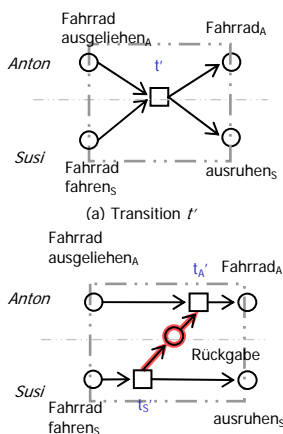 Fahrrad
ausgeliehenA
FahrradA
Anton
t'
Susi
Fahrrad
fahrenS
ausruhenS
(a) Transition t'
Fahrrad
ausgeliehenA
tA'
FahrradA
Anton
Rückgabe
Susi
Fahrrad
fahrenS
tS'
ausruhenS